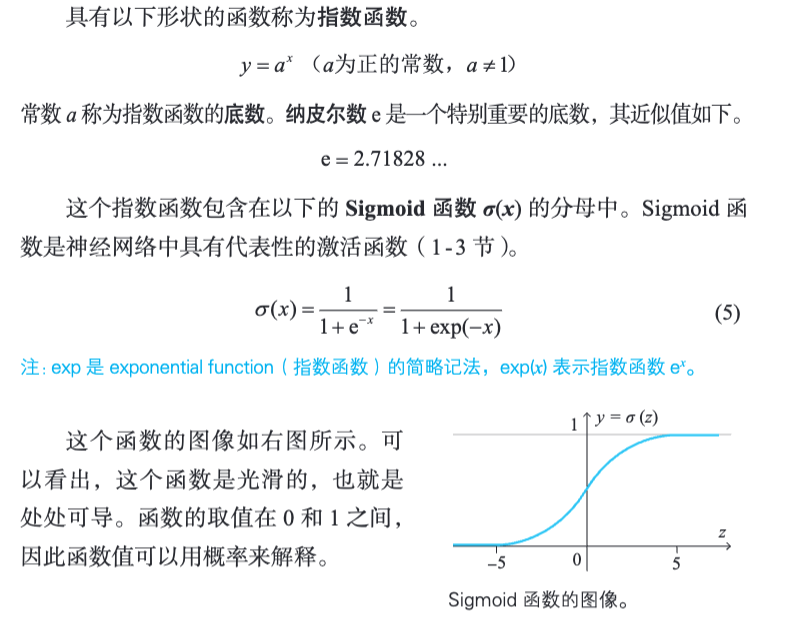 具有以下形状的函数称为指数函数。
y = aˣ （a为正的常数，a ≠ 1）
常数 a 称为指数函数的底数。纳皮尔数 e 是一个特别重要的底数，其近似值如下。
e = 2.71828 ...
这个指数函数包含在以下的 Sigmoid 函数 σ(x) 的分母中。Sigmoid 函
数是神经网络中具有代表性的激活函数（1-3 节）。
σ(x) = 1/(1 + e⁻ˣ) = 1/(1 + exp(−x)) (5)
注：exp 是 exponential function（指数函数）的简略记法，exp(x) 表示指数函数 eˣ。
这个函数的图像如右图所示。可
以看出，这个函数是光滑的，也就是
处处可导。函数的取值在 0 和 1 之间，
因此函数值可以用概率来解释。
1 y = σ (z)
z
−5 0 5
Sigmoid 函数的图像。